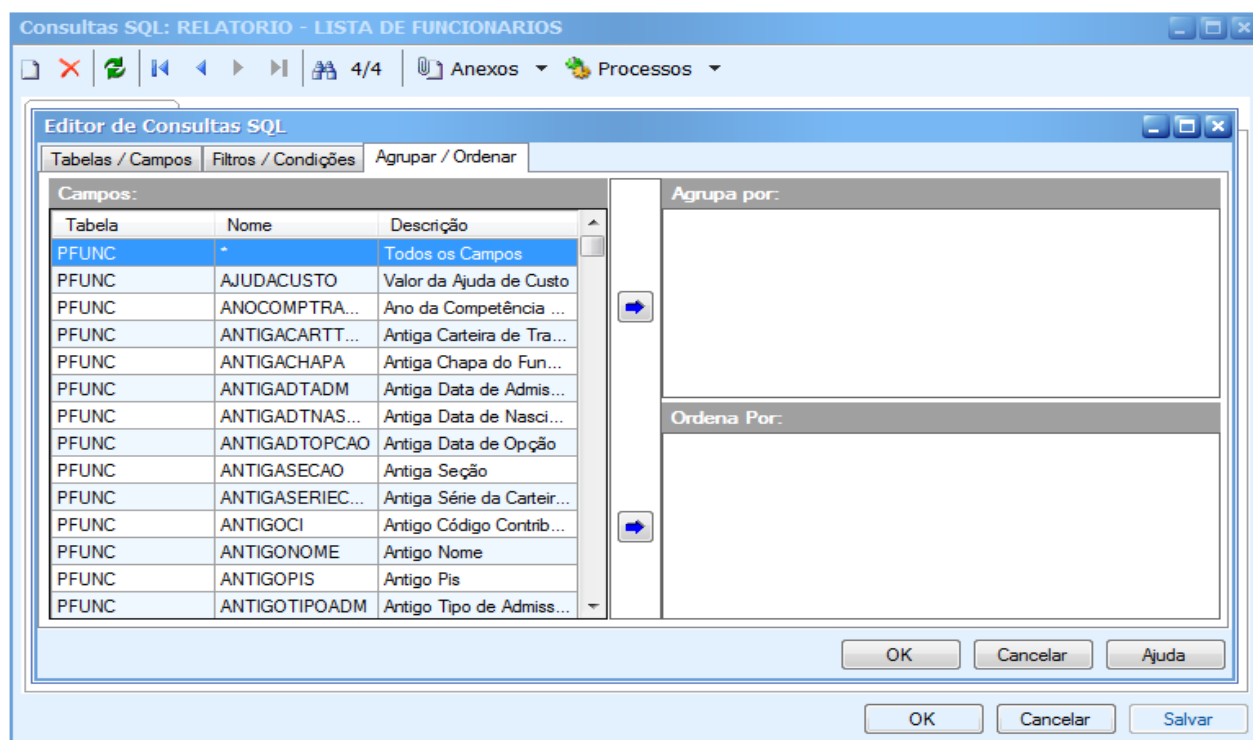 Consultas SQL: RELATORIO - LISTA DE FUNCIONARIOS
4/4 Anexos Processos
Editor de Consultas SQL
Tabelas / Campos Filtros / Condições Agrupar / Ordenar
Campos: Agrupa por:
Tabela Nome Descrição
PFUNC * Todos os Campos
PFUNC AJUDACUSTO Valor da Ajuda de Custo
PFUNC ANOCOMPTRA... Ano da Competência ...
PFUNC ANTIGACARTT... Antiga Carteira de Tra...
PFUNC ANTIGACHAPA Antiga Chapa do Fun...
PFUNC ANTIGADTADM Antiga Data de Admis...
PFUNC ANTIGADTNAS... Antiga Data de Nasci...
Ordena Por:
PFUNC ANTIGADTOPCAO Antiga Data de Opção
PFUNC ANTIGASECAO Antiga Seção
PFUNC ANTIGASERIEC... Antiga Série da Carteir...
PFUNC ANTIGOCI Antigo Código Contrib...
PFUNC ANTIGONOME Antigo Nome
PFUNC ANTIGOPIS Antigo Pis
PFUNC ANTIGOTIPOADM Antigo Tipo de Admiss...
OK Cancelar Ajuda
OK Cancelar Salvar